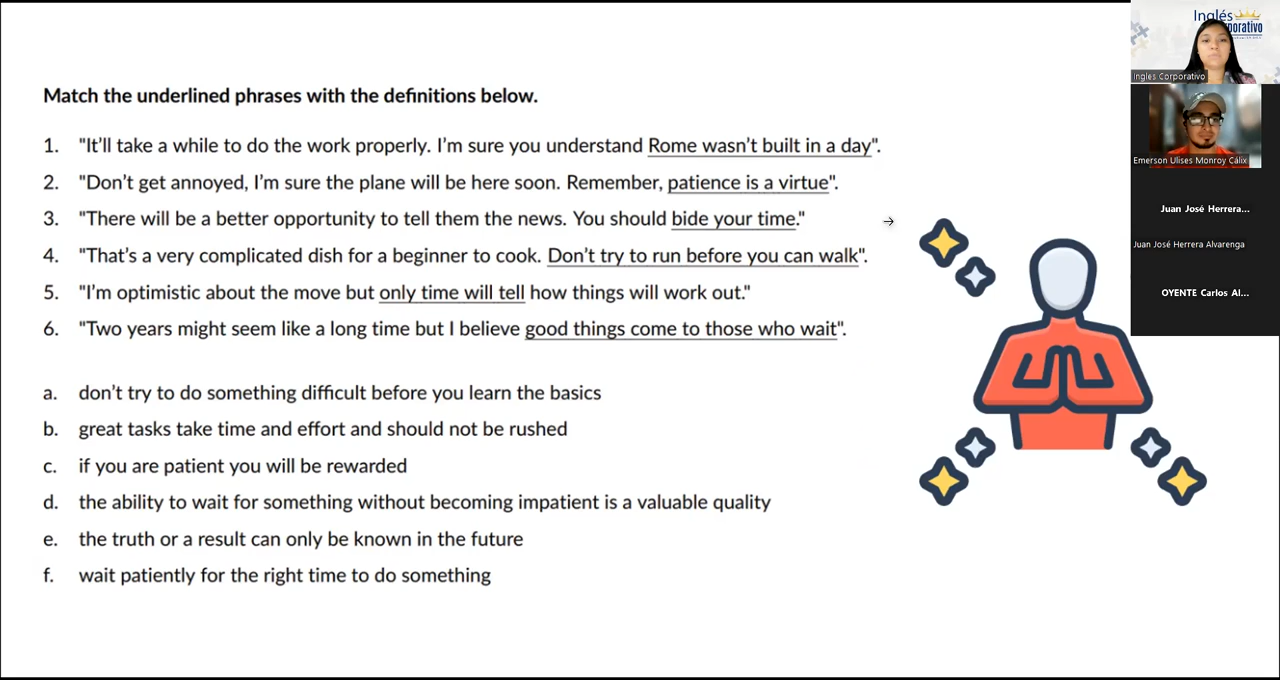 Match the underlined phrases with the definitions below.
1. "It'll take a while to do the work properly. I'm sure you understand Rome wasn't built in a day".
2. "Don't get annoyed, I'm sure the plane will be here soon. Remember, patience is a virtue".
3. "There will be a better opportunity to tell them the news. You should bide your time."
4. "That's a very complicated dish for a beginner to cook. Don't try to run before you can walk".
5. "I'm optimistic about the move but only time will tell how things will work out."
6. "Two years might seem like a long time but I believe good things come to those who wait".
a. don't try to do something difficult before you learn the basics
b. great tasks take time and effort and should not be rushed
c. if you are patient you will be rewarded
d. the ability to wait for something without becoming impatient is a valuable quality
e. the truth or a result can only be known in the future
f. wait patiently for the right time to do something
Inglés
orativo
Ingles Corporativo
Emerson Ulises Monroy Cálix
Juan José Herrera...
Juan José Herrera Alvarenga
OYENTE Carlos Al...